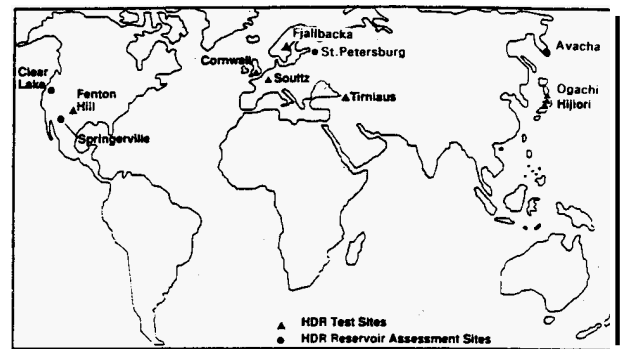 Fjallbacka
St. Petersburg
Avacha
Cornwall
Soultz
Clear
Lake
Fenton
Hill
Tirniaus
Ogachi
Hijiori
Springerville
HDR Test Sites
HDR Reservoir Assessment Sites